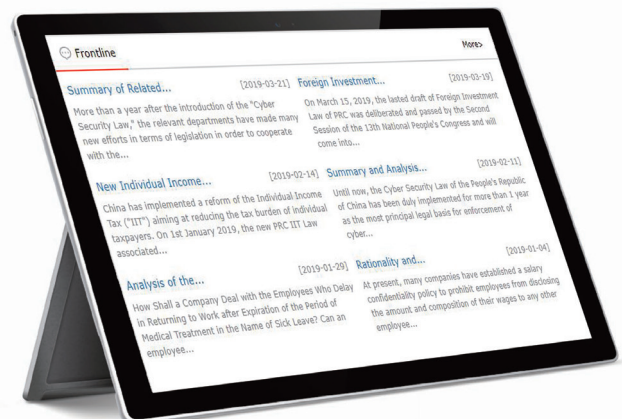 Frontline
More>
Summary of Related...
[2019-03-21]
More than a year after the introduction of the "Cyber
Security Law," the relevant departments have made many
new efforts in terms of legislation in order to cooperate
with the...
Foreign Investment...
[2019-03-19]
On March 15, 2019, the lasted draft of Foreign Investment
Law of PRC was deliberated and passed by the Second
Session of the 13th National People's Congress and will
come into...
New Individual Income...
[2019-02-14]
China has implemented a reform of the Individual Income
Tax ("IIT") aiming at reducing the tax burden of individual
taxpayers. On 1st January 2019, the new PRC IIT Law
associated...
Summary and Analysis...
[2019-02-11]
Until now, the Cyber Security Law of the People's Republic
of China has been duly implemented for more than 1 year
as the most principal legal basis for enforcement of
cyber...
Analysis of the...
[2019-01-29]
How Shall a Company Deal with the Employees Who Delay
in Returning to Work after Expiration of the Period of
Medical Treatment in the Name of Sick Leave? Can an
employee...
Rationality and...
[2019-01-04]
At present, many companies have established a salary
confidentiality policy to prohibit employees from disclosing
the amount and composition of their wages to any other
employee...